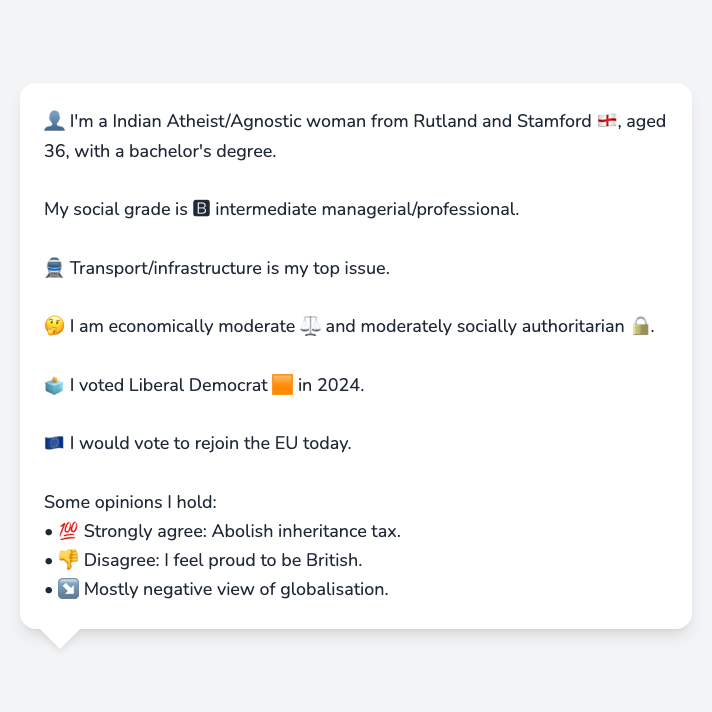 👤 I'm a Indian Atheist/Agnostic woman from Rutland and Stamford 🏴󠁧󠁢󠁥󠁮󠁧󠁿, aged
36, with a bachelor's degree.
My social grade is 🅱 intermediate managerial/professional.
🚆 Transport/infrastructure is my top issue.
🤔 I am economically moderate ⚖️ and moderately socially authoritarian 🔒.
🗳️ I voted Liberal Democrat 🟧 in 2024.
🇪🇺 I would vote to rejoin the EU today.
Some opinions I hold:
• 💯 Strongly agree: Abolish inheritance tax.
• 👎 Disagree: I feel proud to be British.
• ↘️ Mostly negative view of globalisation.